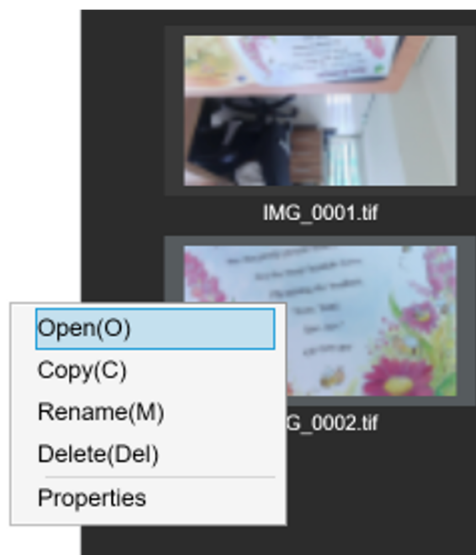 IMG_0001.tif
G_0002.tif
Open(O)
Copy(C)
Rename(M)
Delete(Del)
Properties